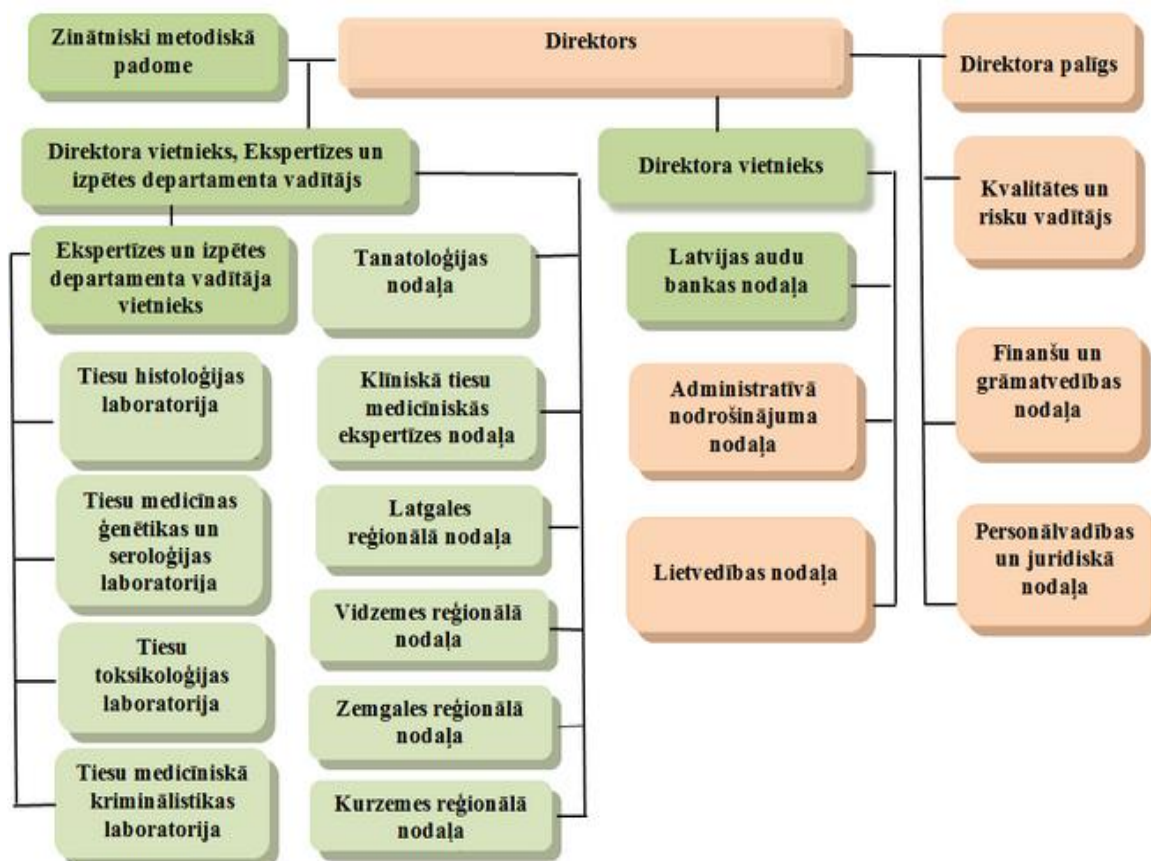 Zinātniski metodiskā
padome
Direktors
Direktora palīgs
Direktora vietnieks, Ekspertīzes un
izpētes departamenta vadītājs
Direktora vietnieks
Kvalitātes un
risku vadītājs
Ekspertīzes un izpētes
departamenta vadītāja
vietnieks
Tanatoloģijas
nodaļa
Latvijas audu
bankas nodaļa
Tiesu histoloģijas
laboratorija
Klīniskā tiesu
medicīniskās
ekspertīzes nodaļa
Administratīvā
nodrošinājuma
nodaļa
Finanšu un
grāmatvedības
nodaļa
Tiesu medicīnas
ģenētikas un
seroloģijas
laboratorija
Latgales
reģionālā nodaļa
Lietvedības nodaļa
Personālvadības
un juridiskā
nodaļa
Tiesu
toksikoloģijas
laboratorija
Vidzemes reģionālā
nodaļa
Zemgales reģionālā
nodaļa
Tiesu medicīniskā
kriminālistikas
laboratorija
Kurzemes reģionālā
nodaļa